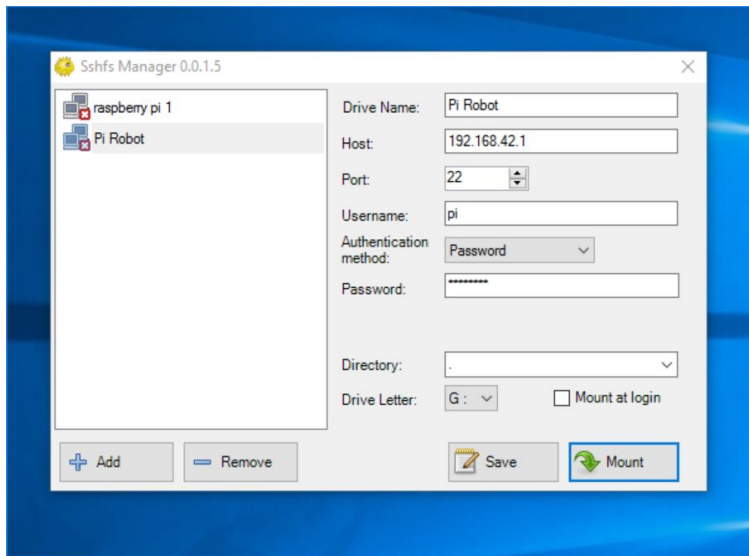 Sshfs Manager 0.0.1.5
raspberry pi 1
Pi Robot
Drive Name: Pi Robot
Host: 192.168.42.1
Port: 22
Username: pi
Authentication
method: Password
Password: ********
Directory: .
Drive Letter: G : Mount at login
Add Remove Save Mount